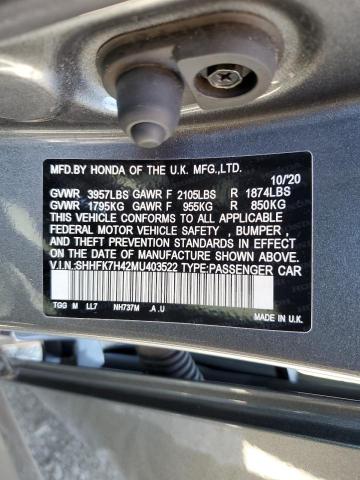 MFD.BY HONDA OF THE U.K. MFG.,LTD.
10/'20
GVWR 3957LBS GAWR F 2105LBS R 1874LBS
GVWR 1795KG GAWR F 955KG R 850KG
THIS VEHICLE CONFORMS TO ALL APPLICABLE
FEDERAL MOTOR VEHICLE SAFETY , BUMPER ,
AND THEFT PREVENTION STANDARDS IN EFFECT
ON THE DATE OF MANUFACTURE SHOWN ABOVE.
V.I.N.:SHHFK7H42MU403522 TYPE:PASSENGER CAR
TGG M LL7 NH737M .A .U
MADE IN U.K.